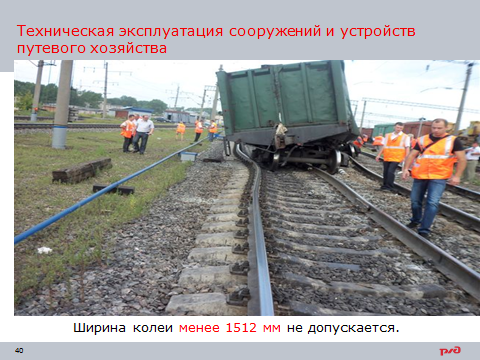 Техническая эксплуатация сооружений и устройств
путевого хозяйства
Ширина колеи менее 1512 мм не допускается.
40
ржд